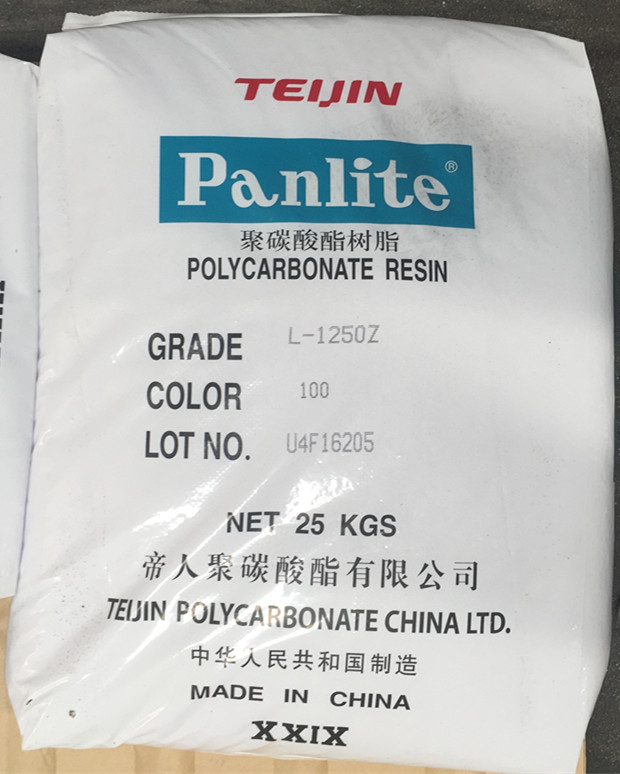 TEIJIN
Panlite®
聚碳酸酯树脂
POLYCARBONATE RESIN
GRADE L-1250Z
COLOR 100
LOT NO. U4F16205
NET 25 KGS
帝人聚碳酸酯有限公司
TEIJIN POLYCARBONATE CHINA LTD.
中华人民共和国制造
MADE IN CHINA
XXIX